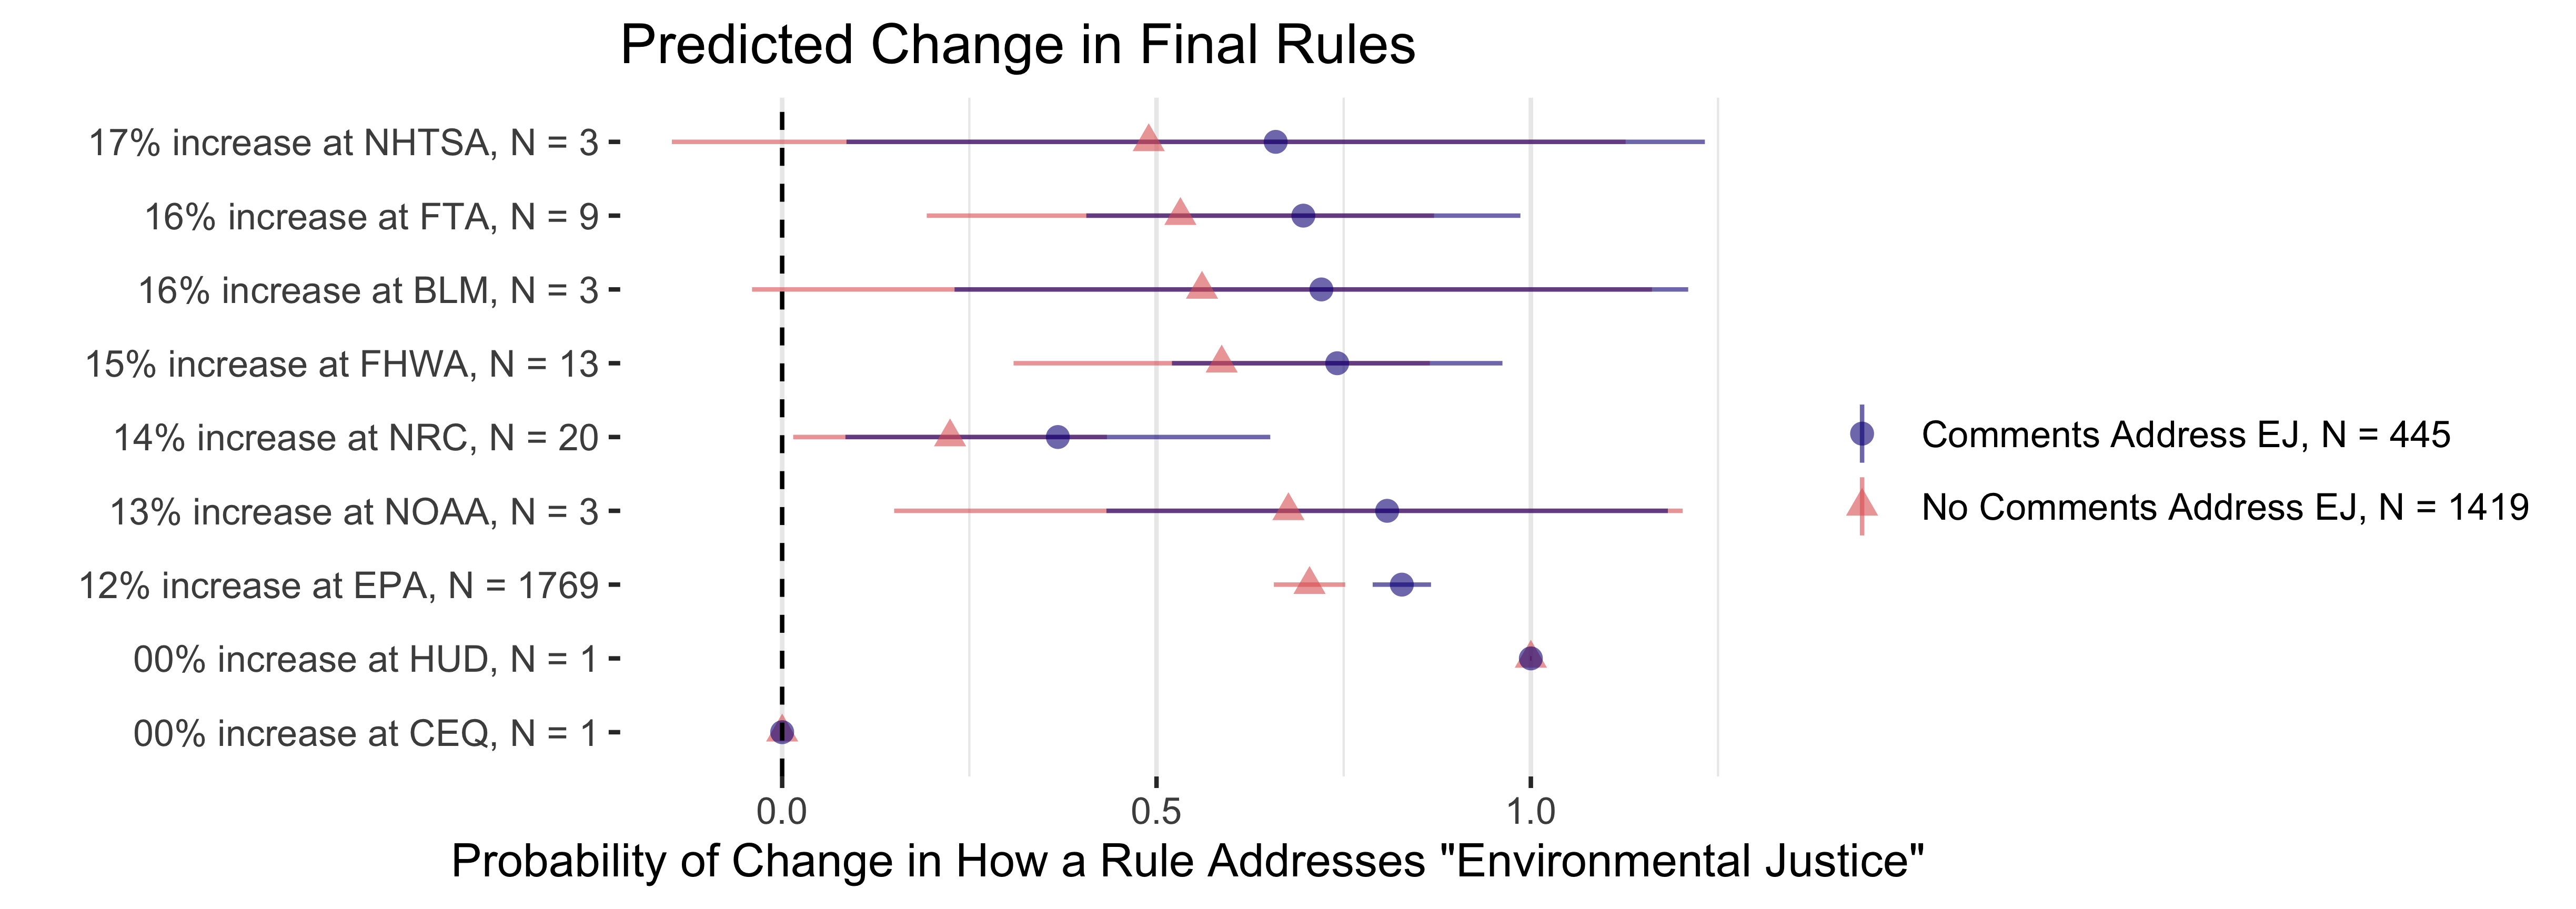 Predicted Change in Final Rules
17% increase at NHTSA, N = 3
16% increase at FTA, N = 9
16% increase at BLM, N = 3
15% increase at FHWA, N = 13
14% increase at NRC, N = 20
13% increase at NOAA, N = 3
12% increase at EPA, N = 1769
00% increase at HUD, N = 1
00% increase at CEQ, N = 1
Comments Address EJ, N = 445
No Comments Address EJ, N = 1419
0.0 0.5 1.0
Probability of Change in How a Rule Addresses "Environmental Justice"